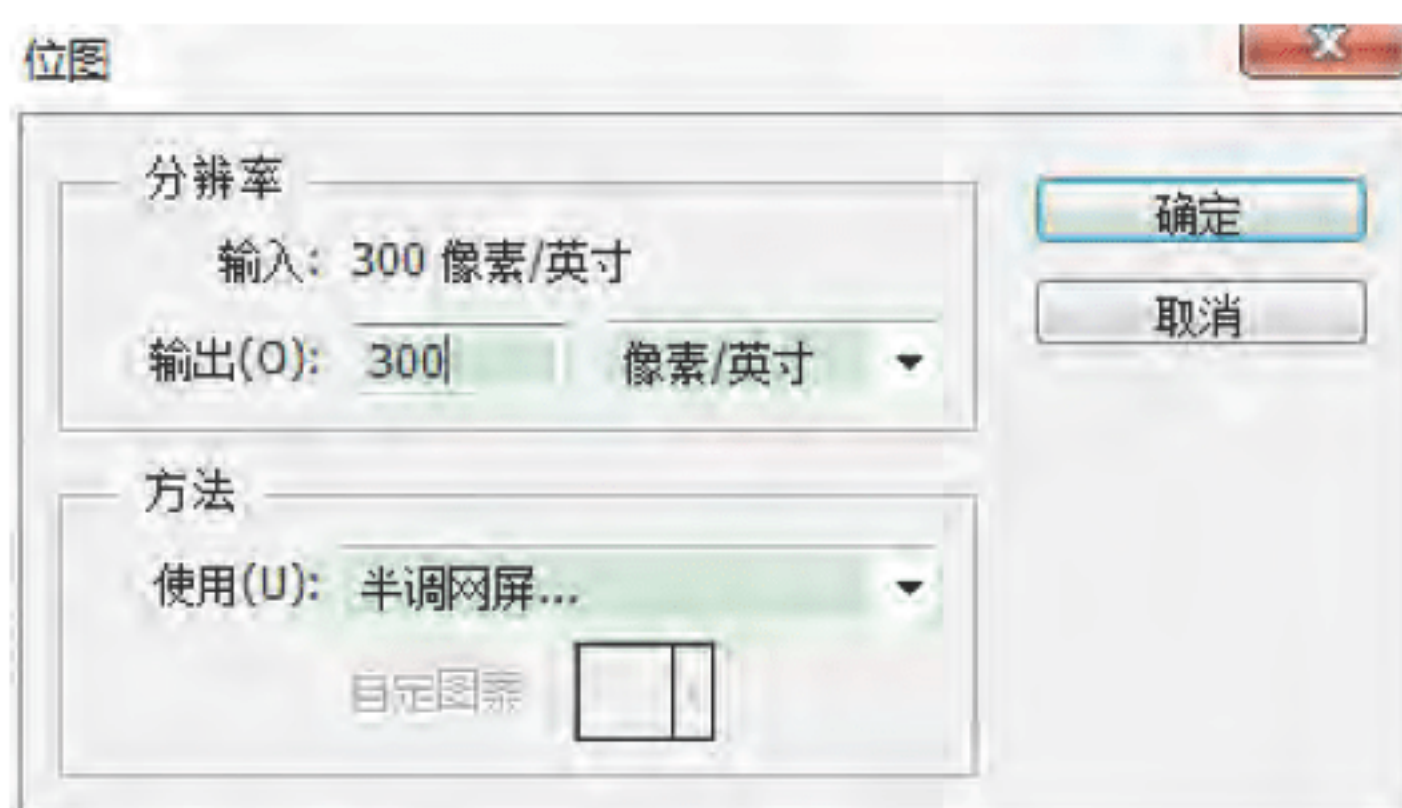 位图
分辨率
输入: 300 像素/英寸
输出(O): 300 像素/英寸
确定
取消
方法
使用(U): 半调网屏...
自定图案